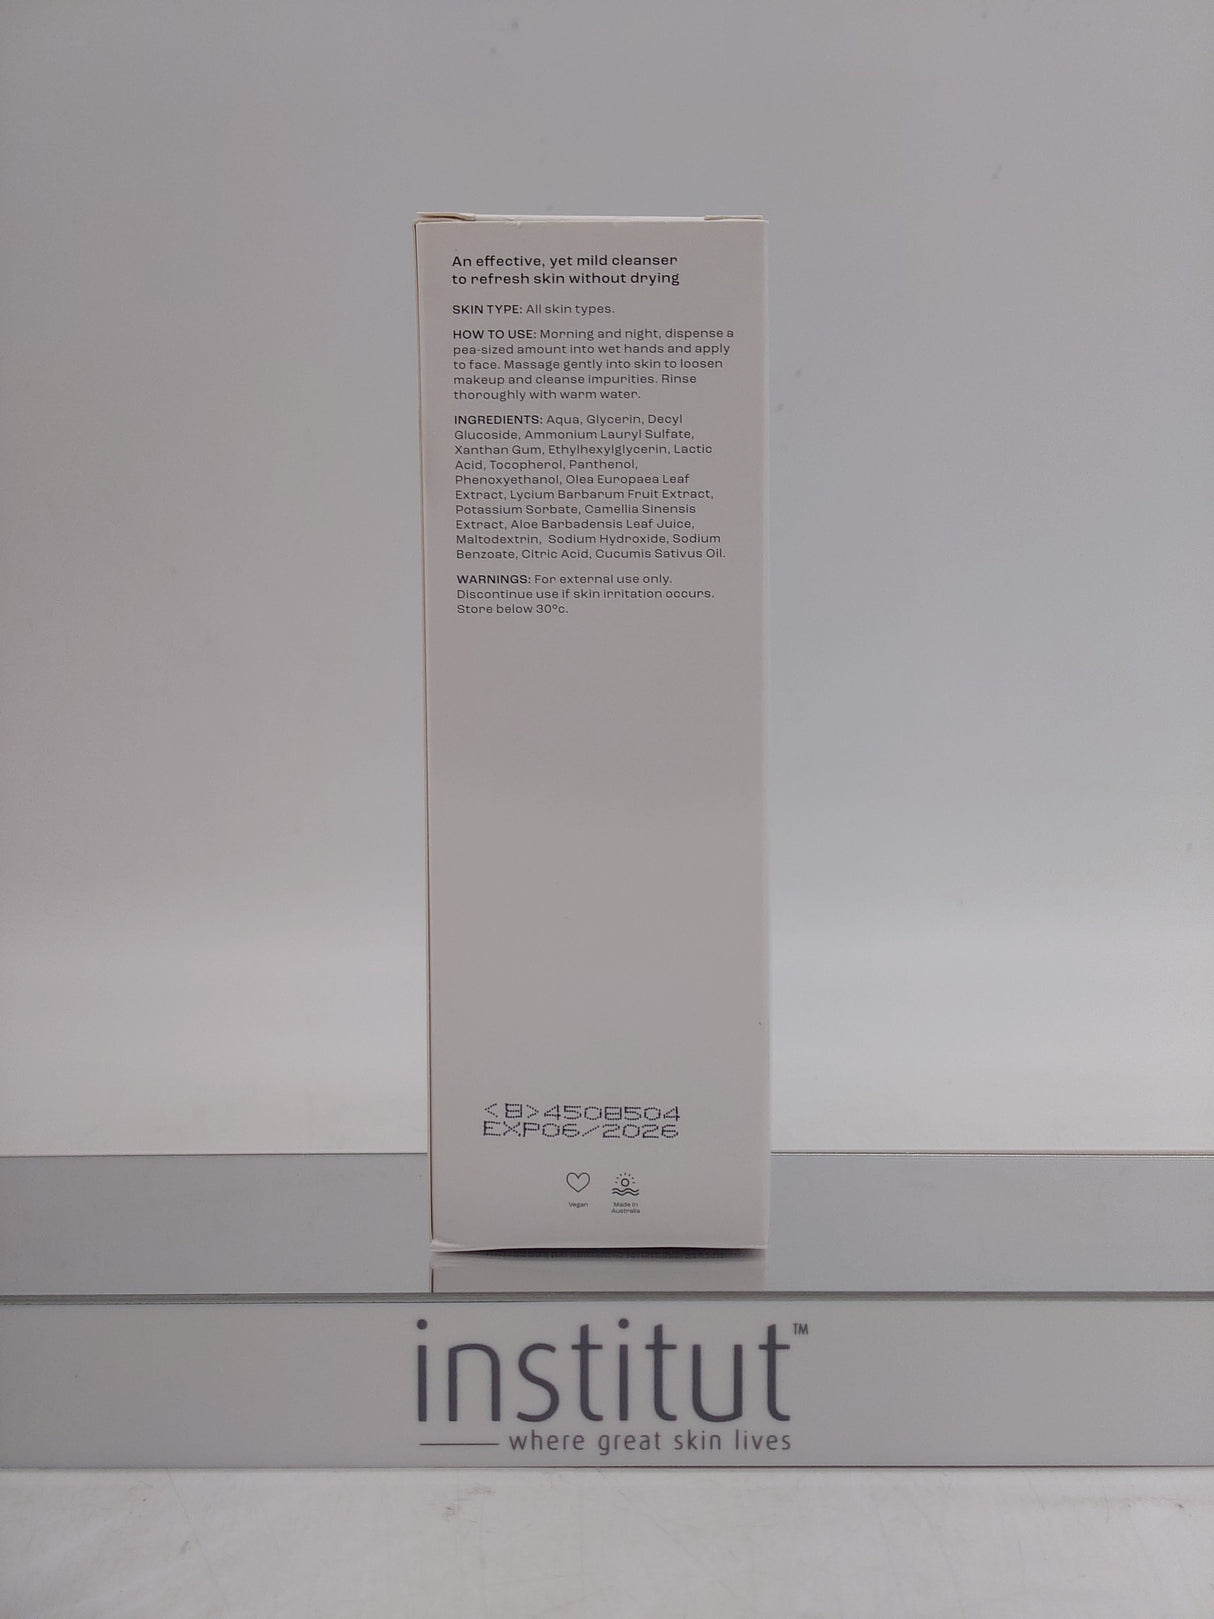 An effective, yet mild cleanser
to refresh skin without drying
SKIN TYPE: All skin types.
HOW TO USE: Morning and night, dispense a
pea-sized amount into wet hands and apply
to face. Massage gently into skin to loosen
makeup and cleanse impurities. Rinse
thoroughly with warm water.
INGREDIENTS: Aqua, Glycerin, Decyl
Glucoside, Ammonium Lauryl Sulfate,
Xanthan Gum, Ethylhexylglycerin, Lactic
Acid, Tocopherol, Panthenol,
Phenoxyethanol, Olea Europaea Leaf
Extract, Lycium Barbarum Fruit Extract,
Potassium Sorbate, Camellia Sinensis
Extract, Aloe Barbadensis Leaf Juice,
Maltodextrin, Sodium Hydroxide, Sodium
Benzoate, Citric Acid, Cucumis Sativus Oil.
WARNINGS: For external use only.
Discontinue use if skin irritation occurs.
Store below 30°c.
<B>4508504
EXP06/2026
Vegan
Made in
Australia
institut™
where great skin lives